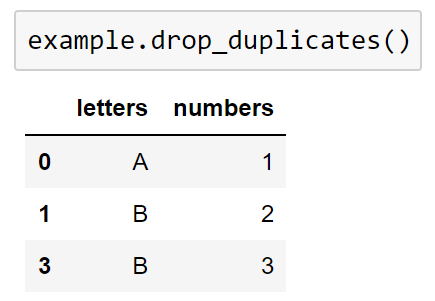 example.drop_duplicates()
letters numbers
0 A 1
1 B 2
3 B 3